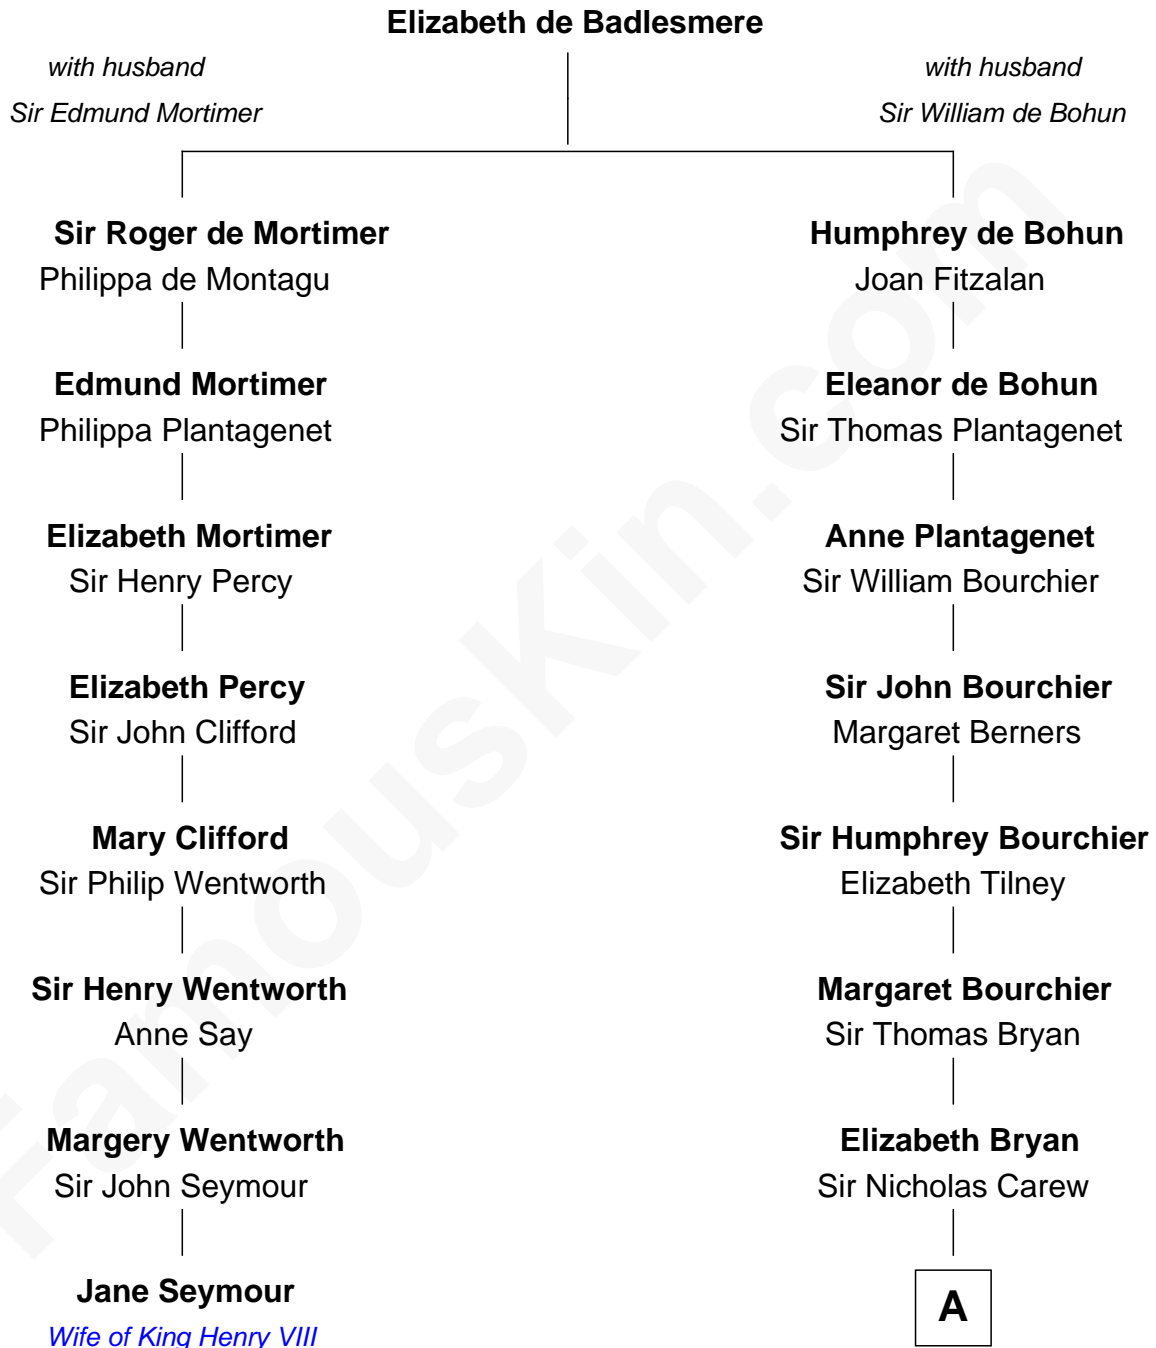 Elizabeth de Badlesmere
with husband
Sir Edmund Mortimer
with husband
Sir William de Bohun
Sir Roger de Mortimer
Philippa de Montagu
Humphrey de Bohun
Joan Fitzalan
Edmund Mortimer
Philippa Plantagenet
Eleanor de Bohun
Sir Thomas Plantagenet
Elizabeth Mortimer
Sir Henry Percy
Anne Plantagenet
Sir William Bourchier
Elizabeth Percy
Sir John Clifford
Sir John Bourchier
Margaret Berners
Mary Clifford
Sir Philip Wentworth
Sir Humphrey Bourchier
Elizabeth Tilney
Sir Henry Wentworth
Anne Say
Margaret Bourchier
Sir Thomas Bryan
Margery Wentworth
Sir John Seymour
Elizabeth Bryan
Sir Nicholas Carew
Jane Seymour
Wife of King Henry VIII
A
FamousKin.com